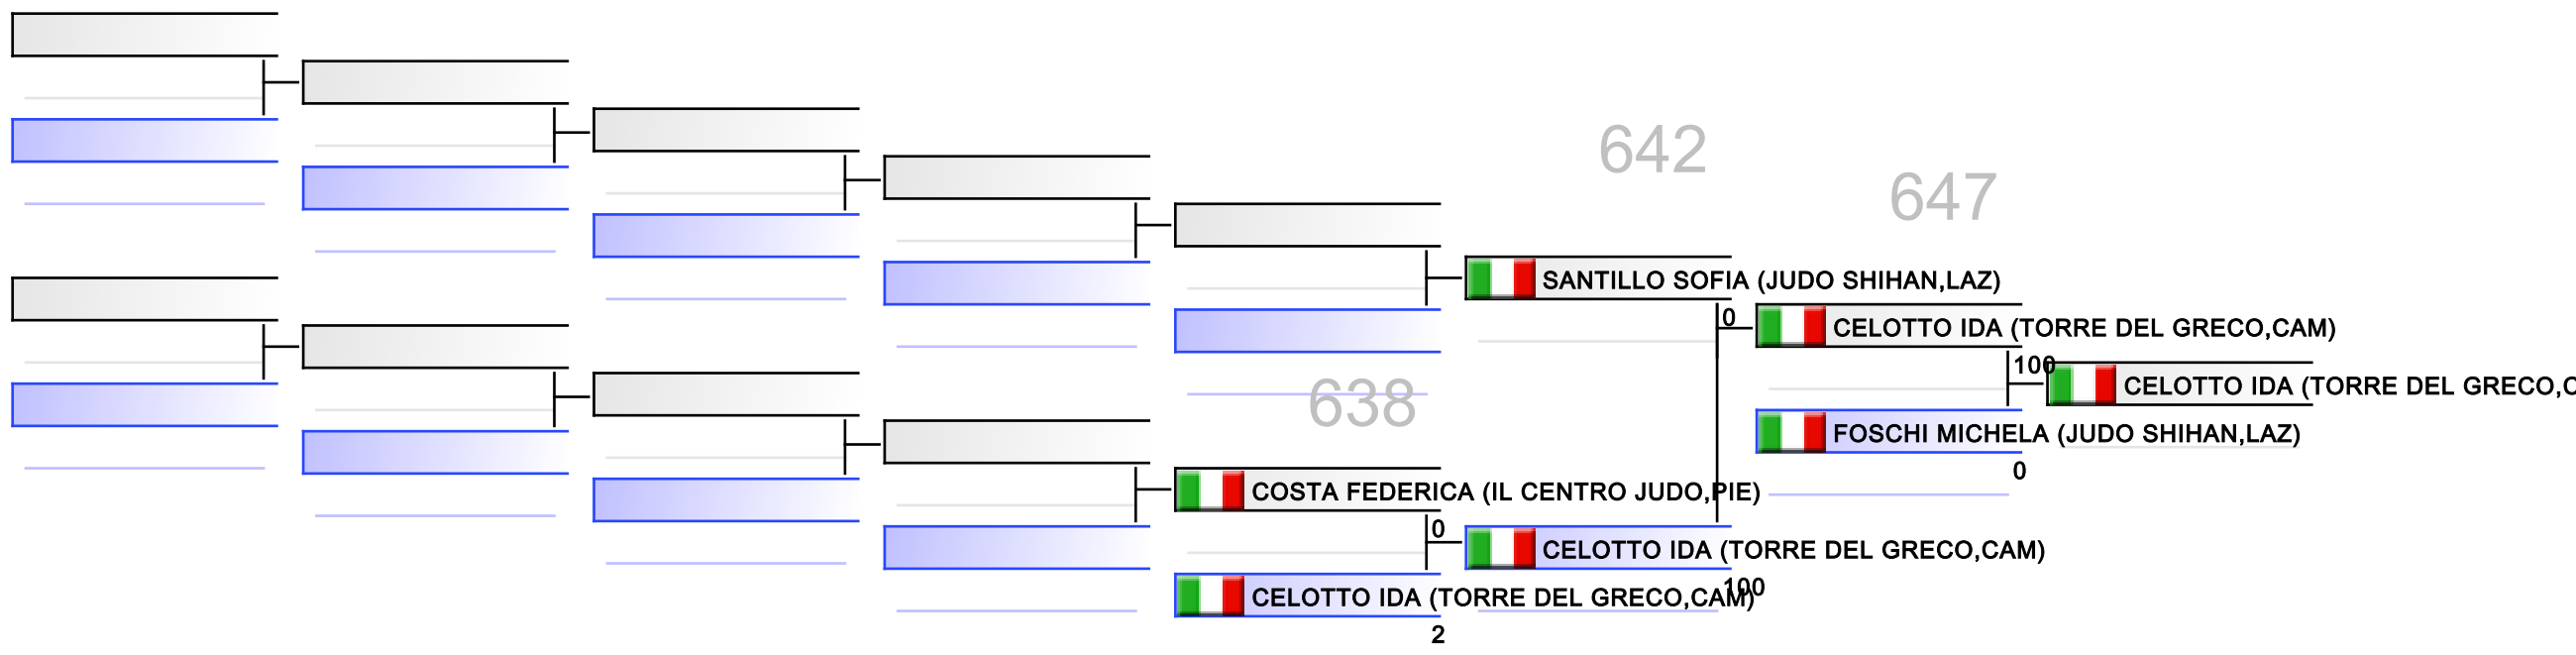 642
647
SANTILLO SOFIA (JUDO SHIHAN,LAZ)
0
CELOTTO IDA (TORRE DEL GRECO,CAM)
100
CELOTTO IDA (TORRE DEL GRECO,C
638
FOSCHI MICHELA (JUDO SHIHAN,LAZ)
0
COSTA FEDERICA (IL CENTRO JUDO,PIE)
0
CELOTTO IDA (TORRE DEL GRECO,CAM)
100
CELOTTO IDA (TORRE DEL GRECO,CAM)
2